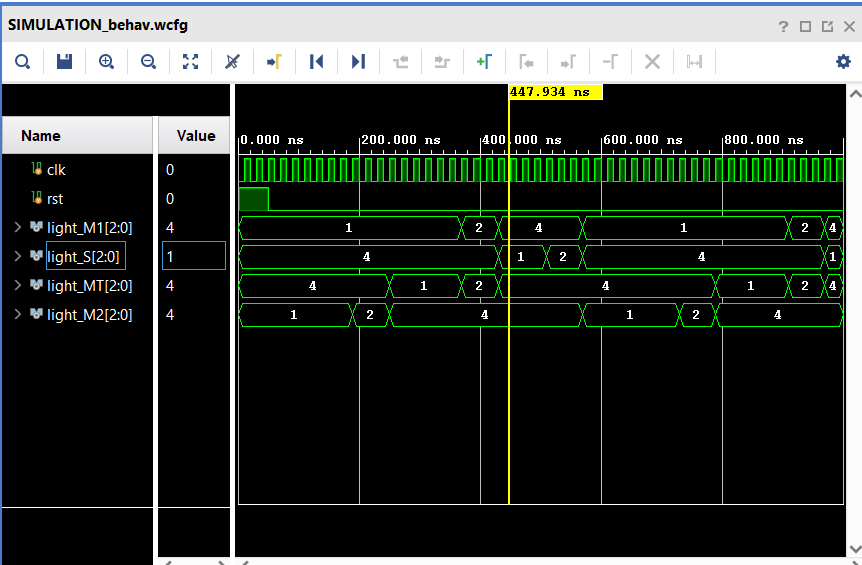 SIMULATION_behav.wcfg
?
447.934 ns
Name Value
0.000 ns 200.000 ns 400.000 ns 600.000 ns 800.000 ns
clk 0
rst 0
light_M1[2:0] 4 1 2 4 1 2 4
light_S[2:0] 1 4 1 2 4 1
light_MT[2:0] 4 4 1 2 4 1 2 4
light_M2[2:0] 4 1 2 4 1 2 4